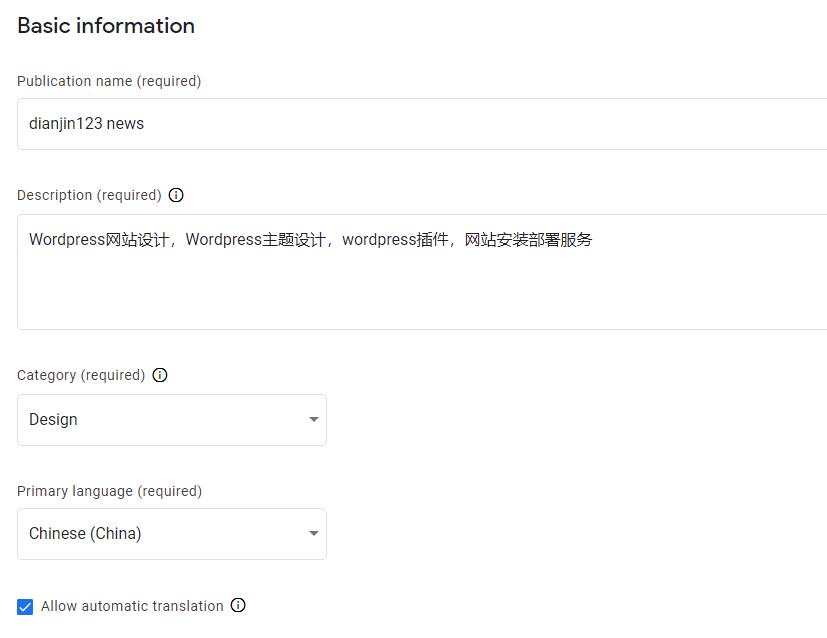 Basic information
Publication name (required)
dianjin123 news
Description (required)
Wordpress网站设计，Wordpress主题设计，wordpress插件，网站安装部署服务
Category (required)
Design
Primary language (required)
Chinese (China)
Allow automatic translation